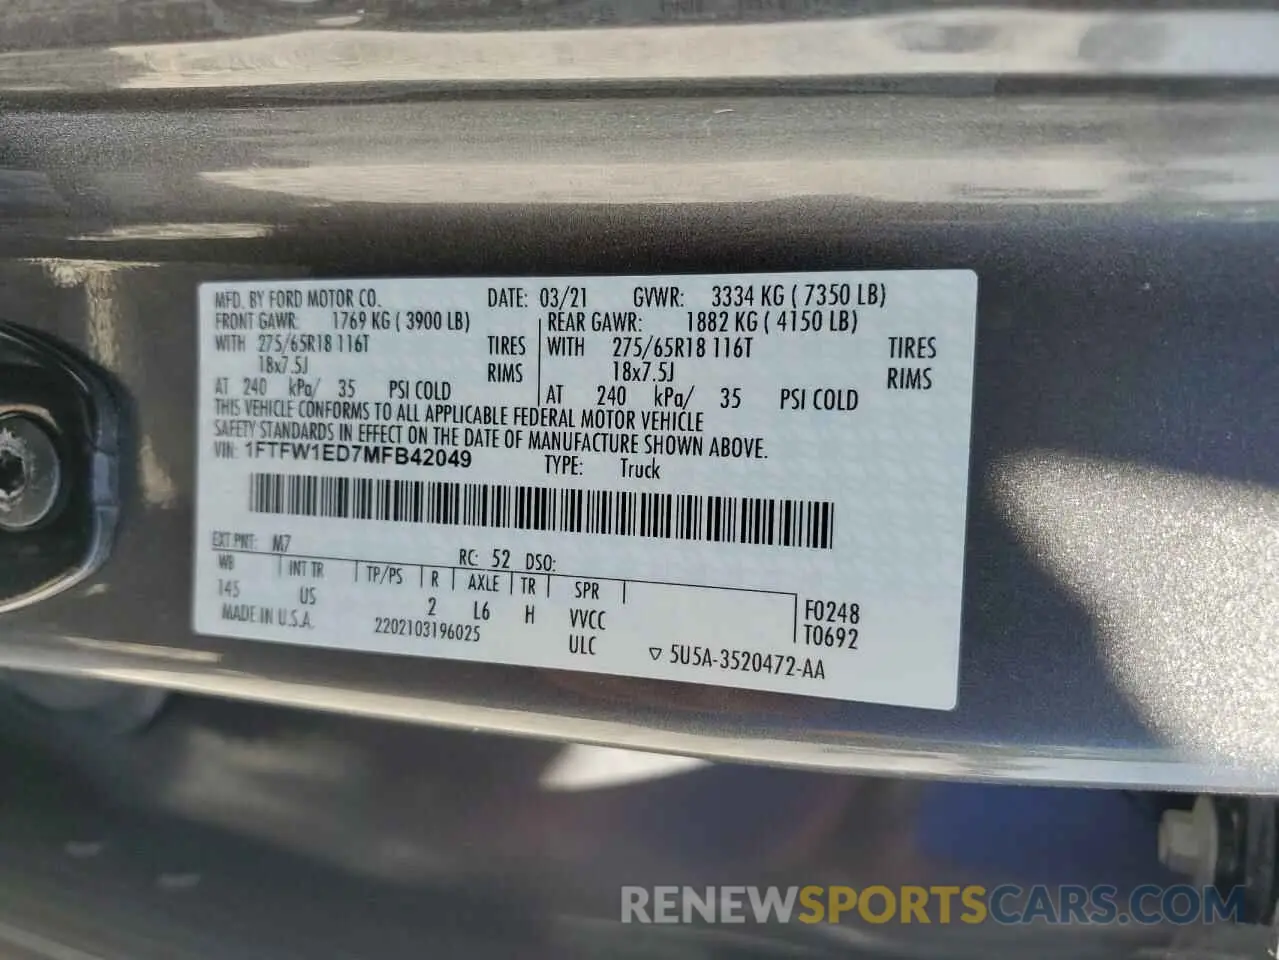 MFD. BY FORD MOTOR CO. DATE: 03/21 GVWR: 3334 KG ( 7350 LB)
FRONT GAWR: 1769 KG ( 3900 LB) REAR GAWR: 1882 KG ( 4150 LB)
WITH 275/65R18 116T TIRES WITH 275/65R18 116T TIRES
18x7.5J RIMS 18x7.5J RIMS
AT 240 kPa/ 35 PSI COLD AT 240 kPa/ 35 PSI COLD
THIS VEHICLE CONFORMS TO ALL APPLICABLE FEDERAL MOTOR VEHICLE
SAFETY STANDARDS IN EFFECT ON THE DATE OF MANUFACTURE SHOWN ABOVE.
VIN: 1FTFW1ED7MFB42049 TYPE: Truck
EXT PNT: M7 RC: 52 DSO:
WB INT TR TP/PS R AXLE TR SPR
145 US 2 L6 H VVCC F0248
MADE IN U.S.A. 2202103196025 ULC T0692
▽ 5U5A-3520472-AA
RENEWSPORTSCARS.COM